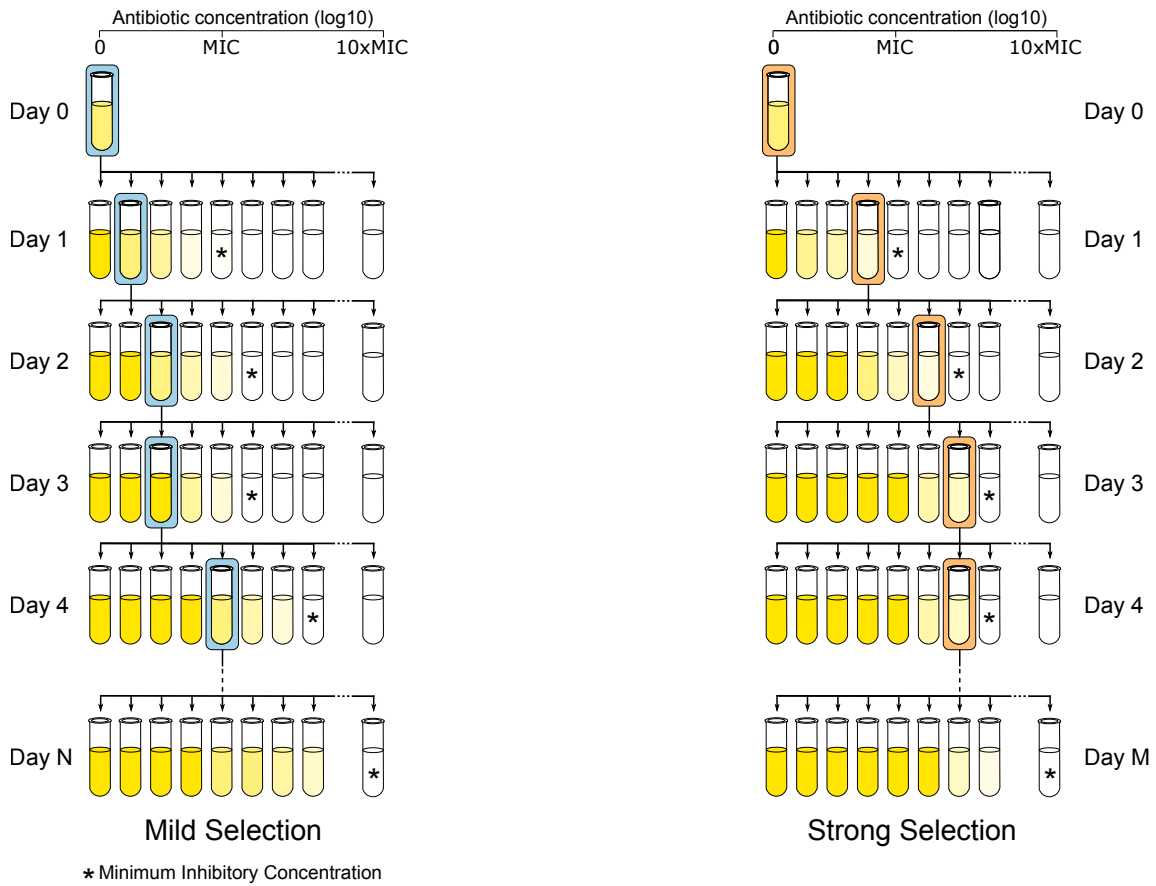 Antibiotic concentration (log10)
0 MIC 10xMIC
Day 0
Day 1
*
Day 2
*
Day 3
*
Day 4
*
Day N
*
Mild Selection
* Minimum Inhibitory Concentration
Antibiotic concentration (log10)
0 MIC 10xMIC
Day 0
Day 1
*
Day 2
*
Day 3
*
Day 4
*
Day M
*
Strong Selection